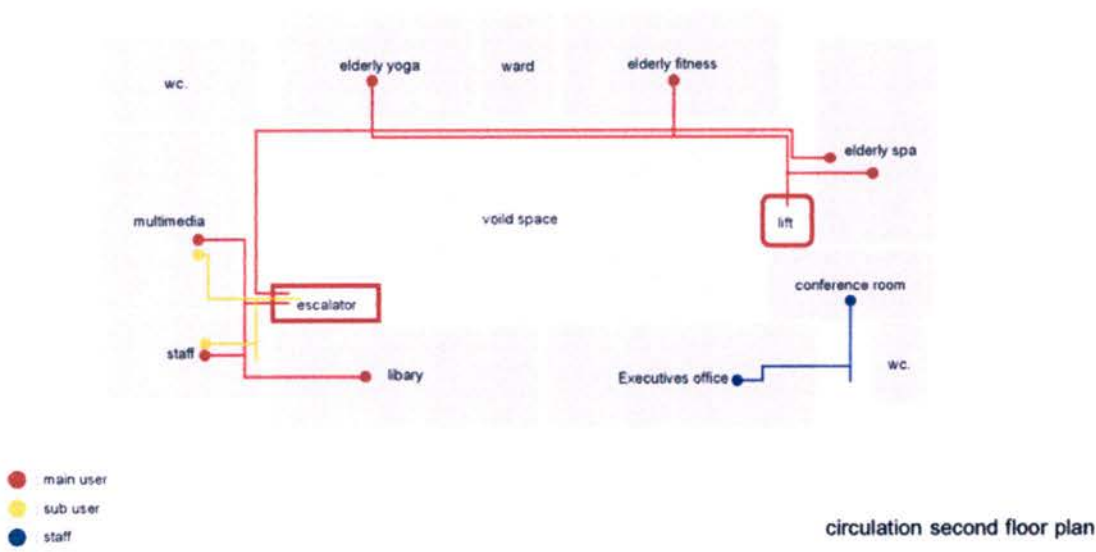 elderly yoga
ward
elderly fitness
wc.
elderly spa
multimedia
voild space
lift
conference room
escalator
staff
libary
Executives office
wc.
: main user
: sub user
: staff
circulation second floor plan